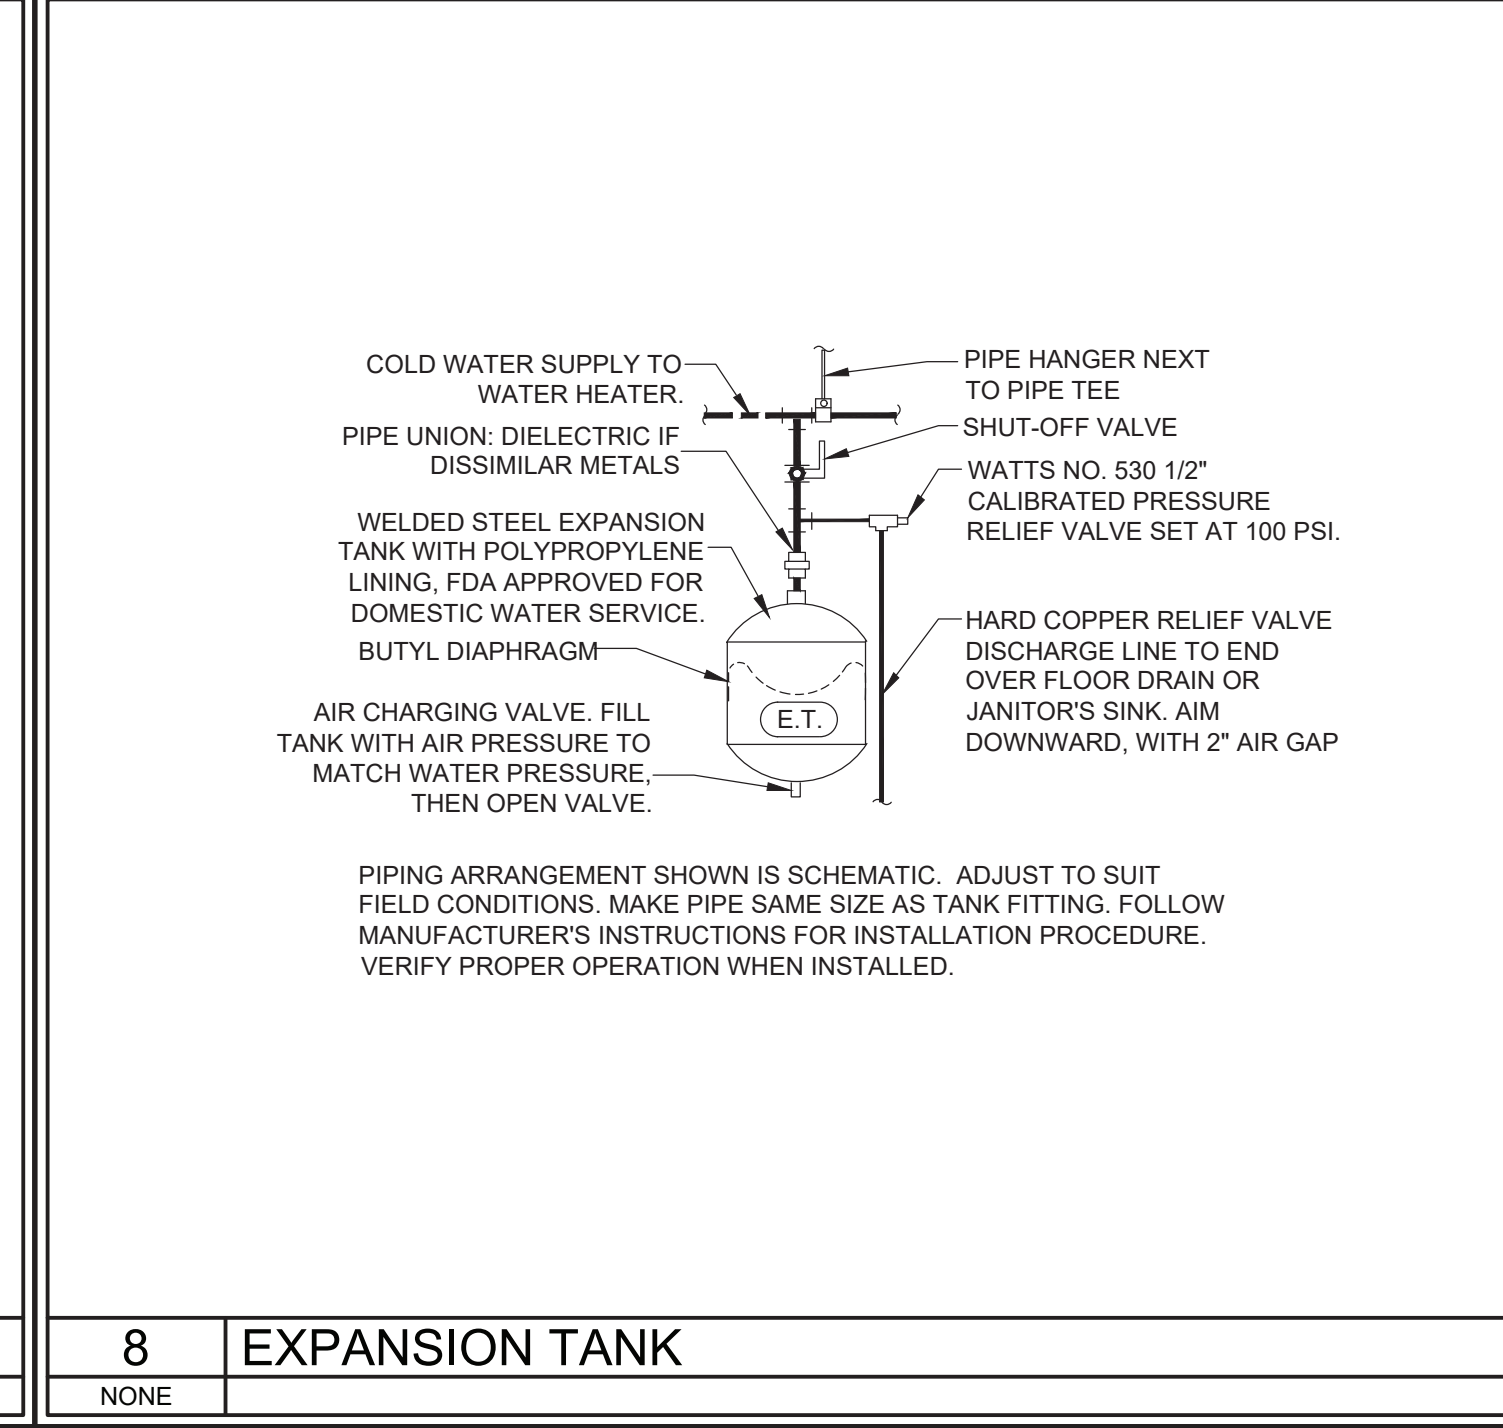 COLD WATER SUPPLY TO
WATER HEATER.
PIPE UNION: DIELECTRIC IF
DISSIMILAR METALS
WELDED STEEL EXPANSION
TANK WITH POLYPROPYLENE
LINING, FDA APPROVED FOR
DOMESTIC WATER SERVICE.
BUTYL DIAPHRAGM
AIR CHARGING VALVE. FILL
TANK WITH AIR PRESSURE TO
MATCH WATER PRESSURE,
THEN OPEN VALVE.
E.T.
PIPE HANGER NEXT
TO PIPE TEE
SHUT-OFF VALVE
WATTS NO. 530 1/2"
CALIBRATED PRESSURE
RELIEF VALVE SET AT 100 PSI.
HARD COPPER RELIEF VALVE
DISCHARGE LINE TO END
OVER FLOOR DRAIN OR
JANITOR'S SINK. AIM
DOWNWARD, WITH 2" AIR GAP
PIPING ARRANGEMENT SHOWN IS SCHEMATIC. ADJUST TO SUIT
FIELD CONDITIONS. MAKE PIPE SAME SIZE AS TANK FITTING. FOLLOW
MANUFACTURER'S INSTRUCTIONS FOR INSTALLATION PROCEDURE.
VERIFY PROPER OPERATION WHEN INSTALLED.
8 EXPANSION TANK
NONE